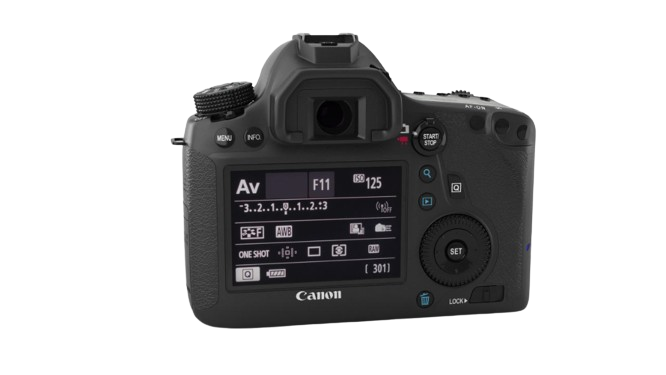 AF-ON
MENU
INFO.
START/
STOP
Av F11 ISO 125
-3..2..1..0..1..2..:3
OFF
AWB
ONE SHOT
RAW
Q
[ 301]
Q
SET
Canon
LOCK▶